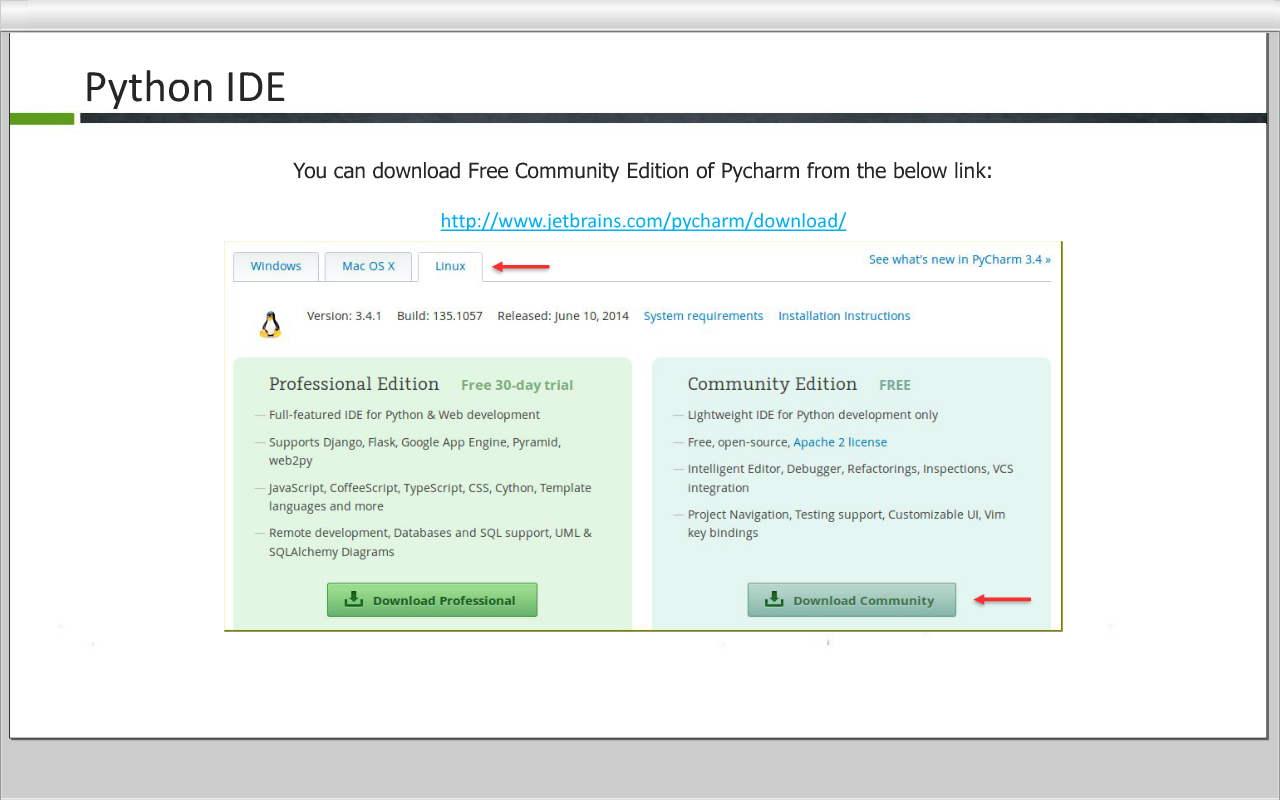 Python IDE
You can download Free Community Edition of Pycharm from the below link:
http://www.jetbrains.com/pycharm/download/
Windows Mac OS X Linux See what's new in PyCharm 3.4 »
Version: 3.4.1 Build: 135.1057 Released: June 10, 2014 System requirements Installation Instructions
Professional Edition Free 30-day trial
— Full-featured IDE for Python & Web development
— Supports Django, Flask, Google App Engine, Pyramid,
web2py
— JavaScript, CoffeeScript, TypeScript, CSS, Cython, Template
languages and more
— Remote development, Databases and SQL support, UML &
SQLAlchemy Diagrams
Download Professional
Community Edition FREE
— Lightweight IDE for Python development only
— Free, open-source, Apache 2 license
— Intelligent Editor, Debugger, Refactorings, Inspections, VCS
integration
— Project Navigation, Testing support, Customizable UI, Vim
key bindings
Download Community